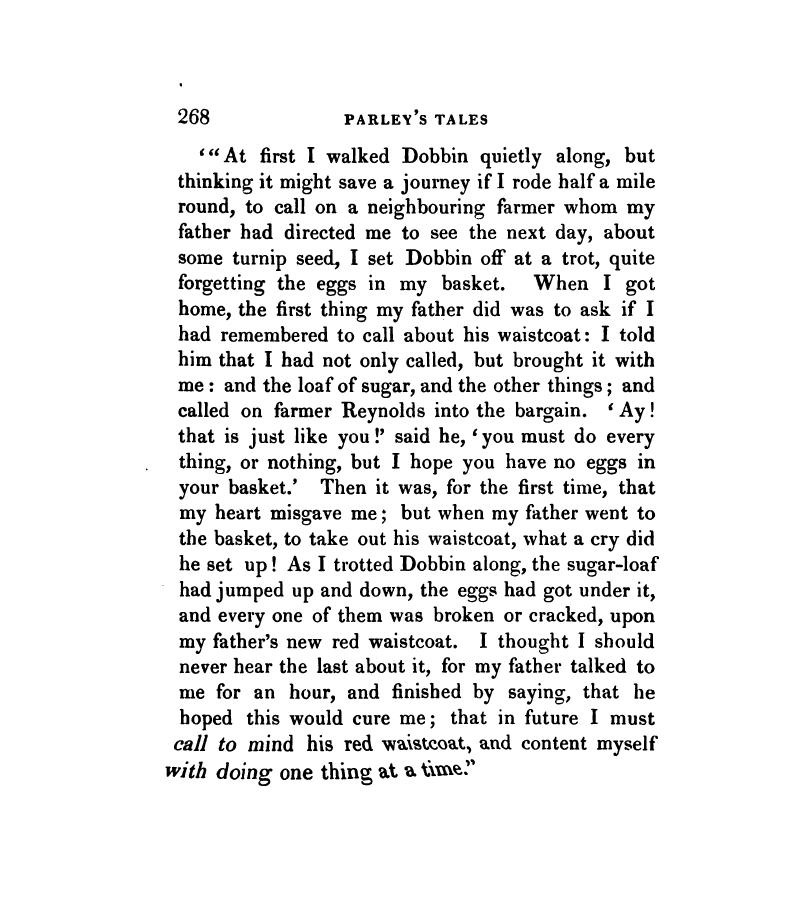 268 PARLEY'S TALES
'"At first I walked Dobbin quietly along, but
thinking it might save a journey if I rode half a mile
round, to call on a neighbouring farmer whom my
father had directed me to see the next day, about
some turnip seed, I set Dobbin off at a trot, quite
forgetting the eggs in my basket. When I got
home, the first thing my father did was to ask if I
had remembered to call about his waistcoat: I told
him that I had not only called, but brought it with
me: and the loaf of sugar, and the other things; and
called on farmer Reynolds into the bargain. 'Ay!
that is just like you!' said he, 'you must do every
thing, or nothing, but I hope you have no eggs in
your basket.' Then it was, for the first time, that
my heart misgave me; but when my father went to
the basket, to take out his waistcoat, what a cry did
he set up! As I trotted Dobbin along, the sugar-loaf
had jumped up and down, the eggs had got under it,
and every one of them was broken or cracked, upon
my father's new red waistcoat. I thought I should
never hear the last about it, for my father talked to
me for an hour, and finished by saying, that he
hoped this would cure me; that in future I must
call to mind his red waistcoat, and content myself
with doing one thing at a time."